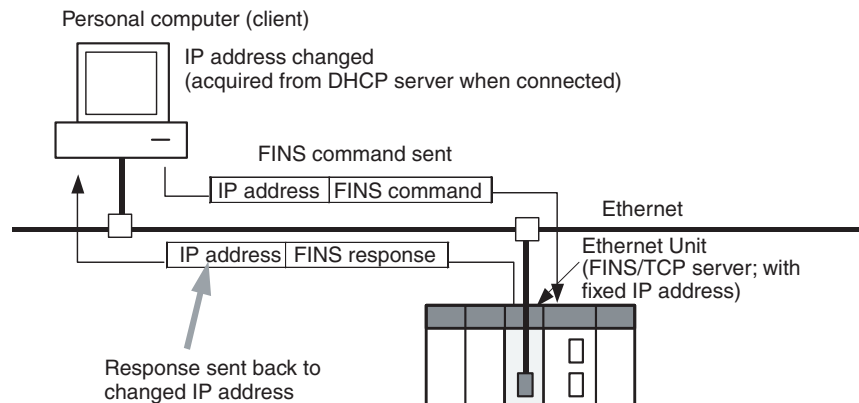 Personal computer (client)
IP address changed
(acquired from DHCP server when connected)
FINS command sent
IP address FINS command
Ethernet
IP address FINS response
Ethernet Unit
(FINS/TCP server; with
fixed IP address)
Response sent back to
changed IP address